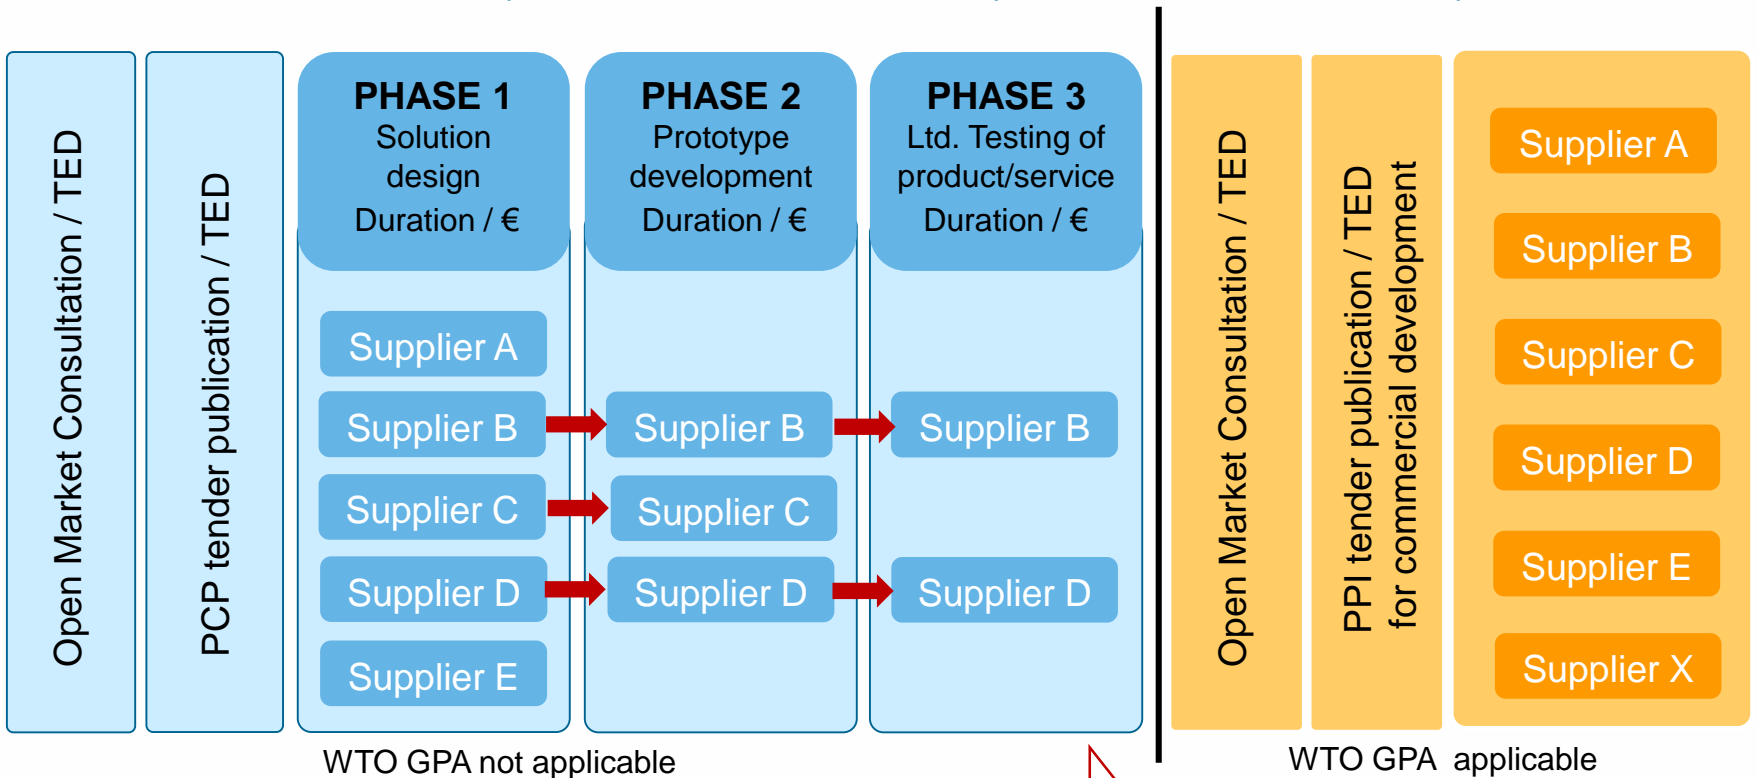 Open Market Consultation / TED
PCP tender publication / TED
PHASE 1
Solution
design
Duration / €
Supplier A
Supplier B
Supplier C
Supplier D
Supplier E
PHASE 2
Prototype
development
Duration / €
Supplier B
Supplier C
Supplier D
PHASE 3
Ltd. Testing of
product/service
Duration / €
Supplier B
Supplier D
WTO GPA not applicable
Open Market Consultation / TED
PPI tender publication / TED
for commercial development
Supplier A
Supplier B
Supplier C
Supplier D
Supplier E
Supplier X
WTO GPA  applicable